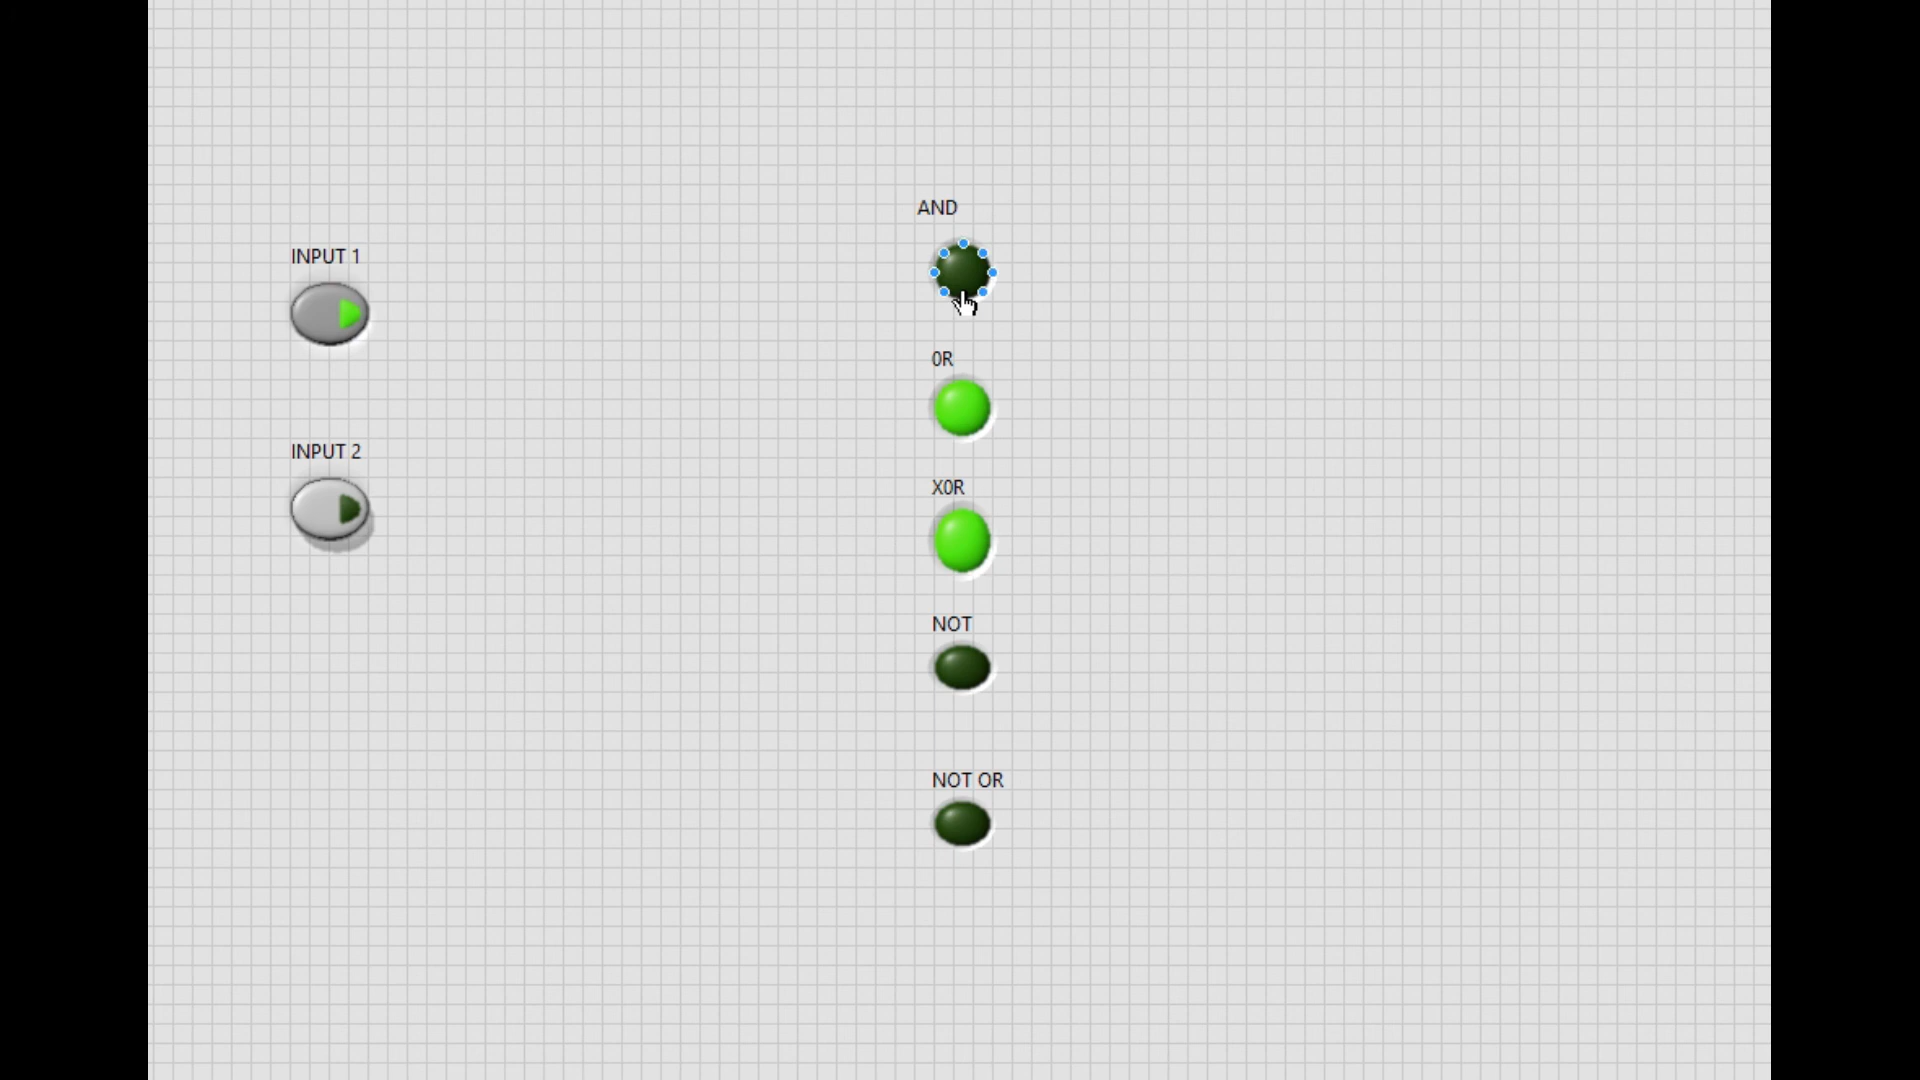 AND
INPUT 1
0R
INPUT 2
X0R
NOT
NOT OR